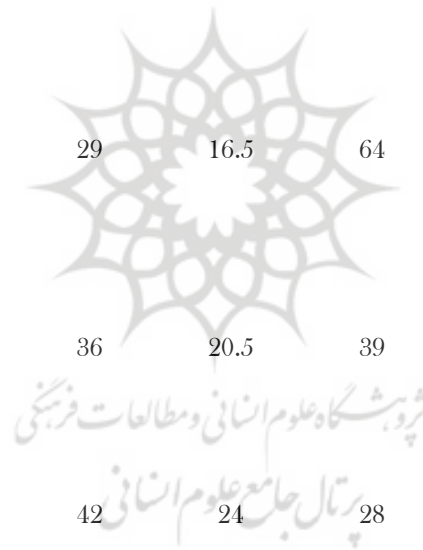 29 16.5 64
36 20.5 39
پژوهشگاه علوم انسانی و مطالعات فرهنگی
پرتال جامع علوم انسانی
42 24 28